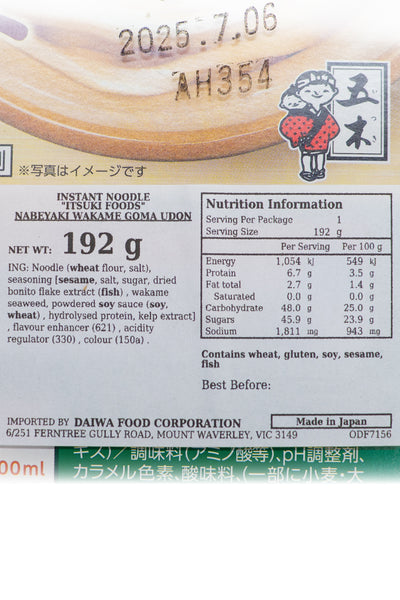 2025.7.06
AH354
五木
いつき
※写真はイメージです
INSTANT NOODLE
"ITSUKI FOODS"
NABEYAKI WAKAME GOMA UDON
NET WT: 192 g
ING: Noodle (wheat flour, salt),
seasoning [sesame, salt, sugar, dried
bonito flake extract (fish) , wakame
seaweed, powdered soy sauce (soy,
wheat) , hydrolysed protein, kelp extract]
, flavour enhancer (621) , acidity
regulator (330) , colour (150a) .
Nutrition Information
Serving Per Package 1
Serving Size 192 g
Per Serving Per 100 g
Energy 1,054 kJ 549 kJ
Protein 6.7 g 3.5 g
Fat total 2.7 g 1.4 g
Saturated 0.0 g 0.0 g
Carbohydrate 48.0 g 25.0 g
Sugars 45.9 g 23.9 g
Sodium 1,811 mg 943 mg
Contains wheat, gluten, soy, sesame,
fish
Best Before:
IMPORTED BY DAIWA FOOD CORPORATION
6/251 FERNTREE GULLY ROAD, MOUNT WAVERLEY, VIC 3149
Made in Japan
ODF7156
00ml
キス)/調味料(アミノ酸等)、pH調整剤、
カラメル色素、酸味料、(一部に小麦・大